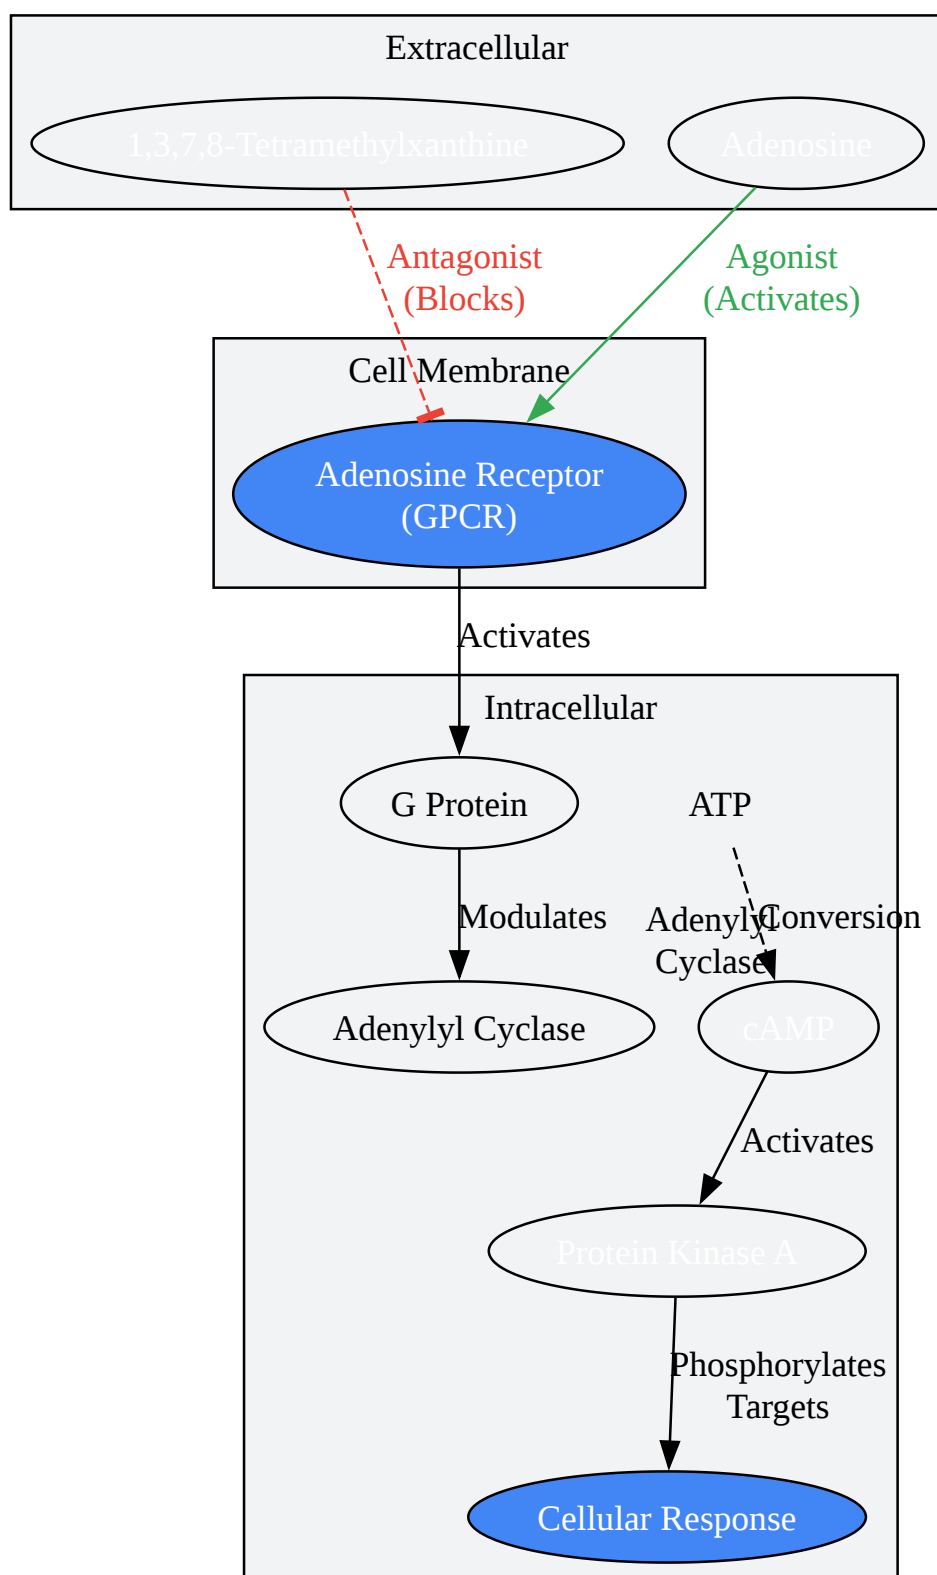 Extracellular
1,3,7,8-Tetramethylxanthine
Adenosine
Antagonist
(Blocks)
Agonist
(Activates)
Cell Membrane
Adenosine Receptor
(GPCR)
Activates
Intracellular
G Protein
ATP
Modulates
Adenylyl
Cyclase
Conversion
Adenylyl Cyclase
cAMP
Activates
Protein Kinase A
Phosphorylates
Targets
Cellular Response